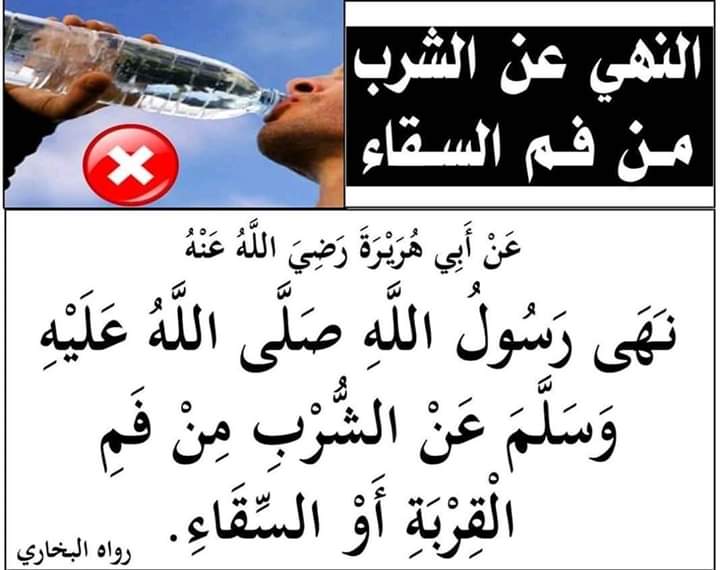 النهي عن الشرب
من فم السقاء
عَنْ أَبِي هُرَيْرَةَ رَضِيَ اللَّهُ عَنْهُ
نَهَى رَسُولُ اللَّهِ صَلَّى اللَّهُ عَلَيْهِ
وَسَلَّمَ عَنْ الشُّرْبِ مِنْ فَمِ
الْقِرْبَةِ أَوْ السِّقَاءِ.
رواه البخاري